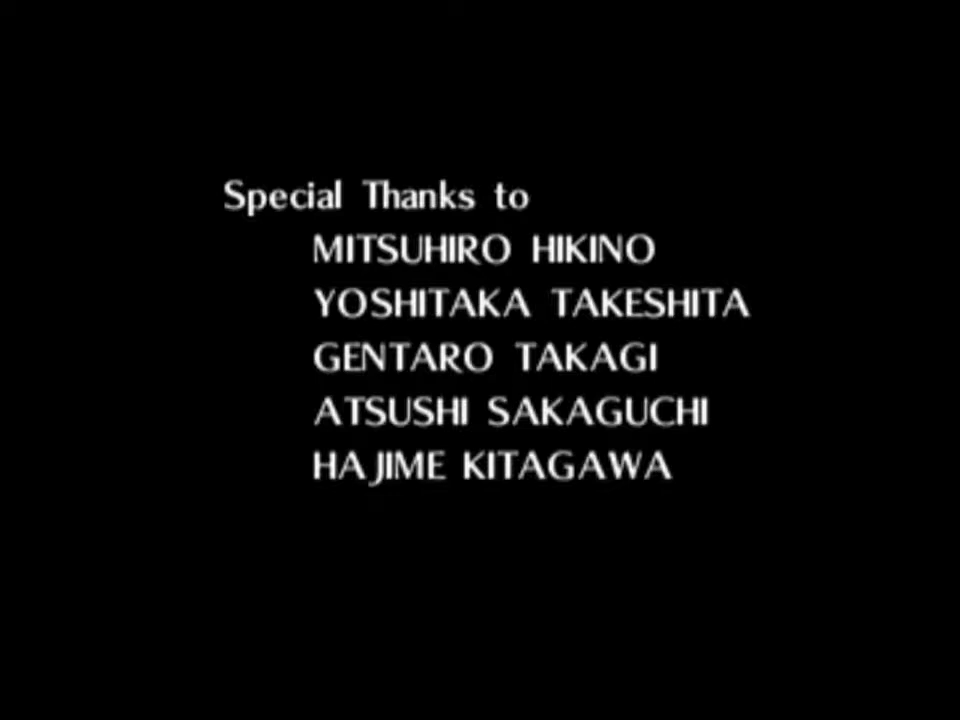 Special Thanks to
MITSUHIRO HIKINO
YOSHITAKA TAKESHITA
GENTARO TAKAGI
ATSUSHI SAKAGUCHI
HAJIME KITAGAWA